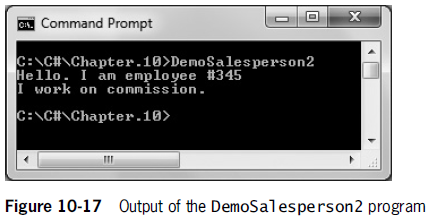 Command Prompt
C:\C#\Chapter.10>DemoSalesperson2
Hello. I am employee #345
I work on commission.
C:\C#\Chapter.10>
Figure 10-17 Output of the DemoSalesperson2 program